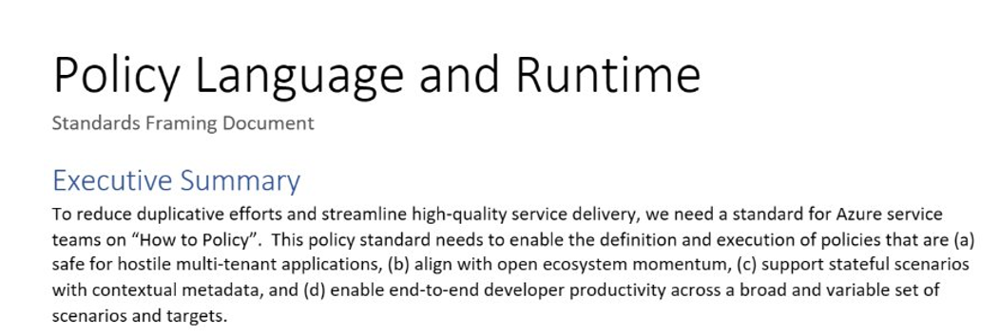 Policy Language and Runtime
Standards Framing Document
Executive Summary
To reduce duplicative efforts and streamline high-quality service delivery, we need a standard for Azure service
teams on “How to Policy”.  This policy standard needs to enable the definition and execution of policies that are (a)
safe for hostile multi-tenant applications, (b) align with open ecosystem momentum, (c) support stateful scenarios
with contextual metadata, and (d) enable end-to-end developer productivity across a broad and variable set of
scenarios and targets.